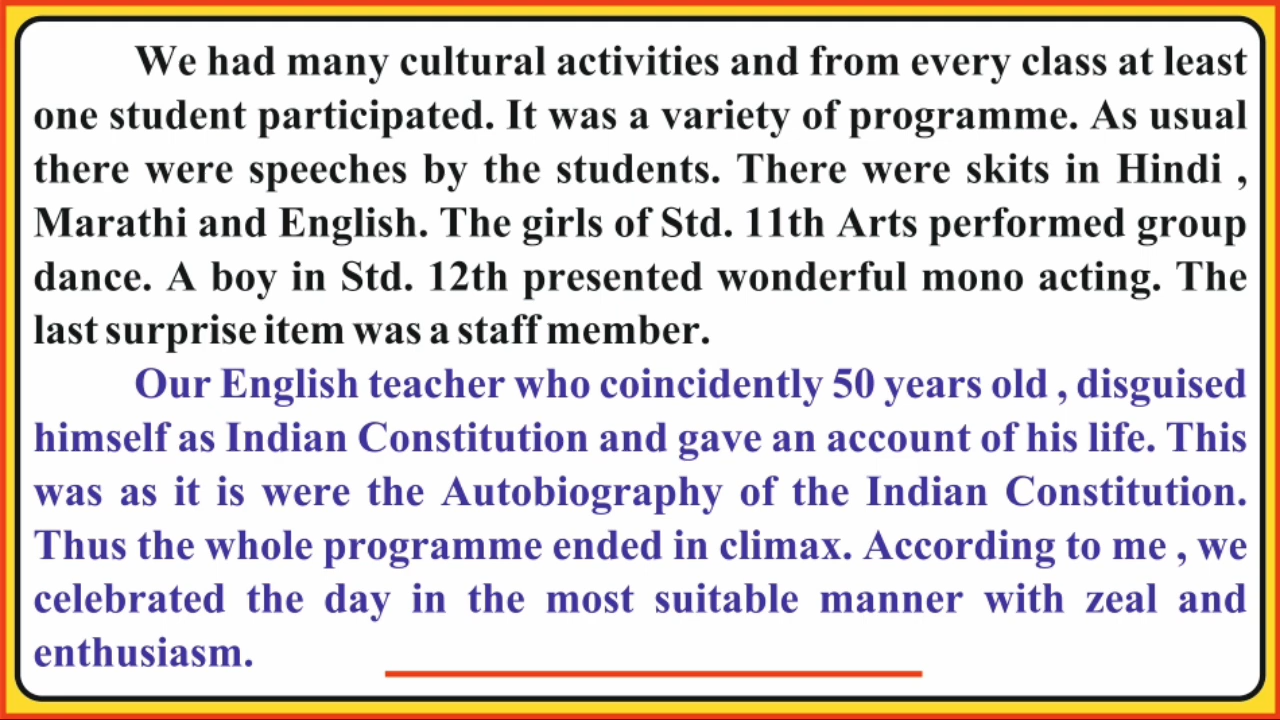 We had many cultural activities and from every class at least
one student participated. It was a variety of programme. As usual
there were speeches by the students. There were skits in Hindi ,
Marathi and English. The girls of Std. 11th Arts performed group
dance. A boy in Std. 12th presented wonderful mono acting. The
last surprise item was a staff member.
Our English teacher who coincidently 50 years old , disguised
himself as Indian Constitution and gave an account of his life. This
was as it is were the Autobiography of the Indian Constitution.
Thus the whole programme ended in climax. According to me , we
celebrated the day in the most suitable manner with zeal and
enthusiasm.